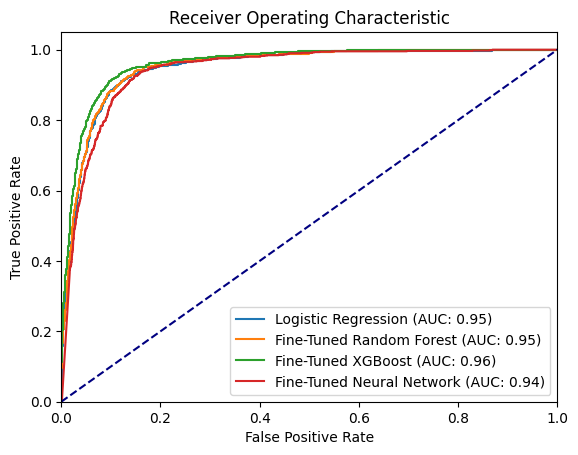 Receiver Operating Characteristic
True Positive Rate
1.0
0.8
0.6
0.4
0.2
0.0
Logistic Regression (AUC: 0.95)
Fine-Tuned Random Forest (AUC: 0.95)
Fine-Tuned XGBoost (AUC: 0.96)
Fine-Tuned Neural Network (AUC: 0.94)
0.0 0.2 0.4 0.6 0.8 1.0
False Positive Rate